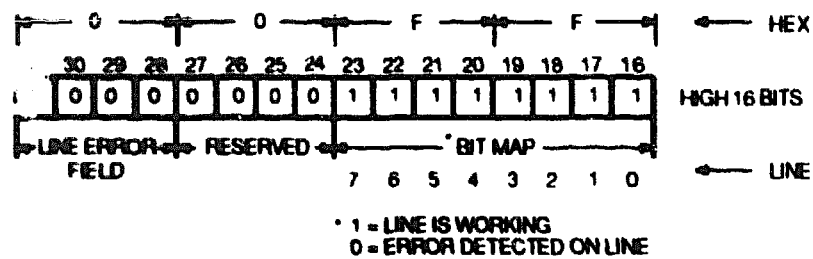 0 0 F F HEX
30 29 28 27 26 25 24 23 22 21 20 19 18 17 16
0 0 0 0 0 0 0 1 1 1 1 1 1 1 1 HIGH 16 BITS
LINE ERROR FIELD RESERVED * BIT MAP
7 6 5 4 3 2 1 0 LINE
* 1 = LINE IS WORKING
0 = ERROR DETECTED ON LINE